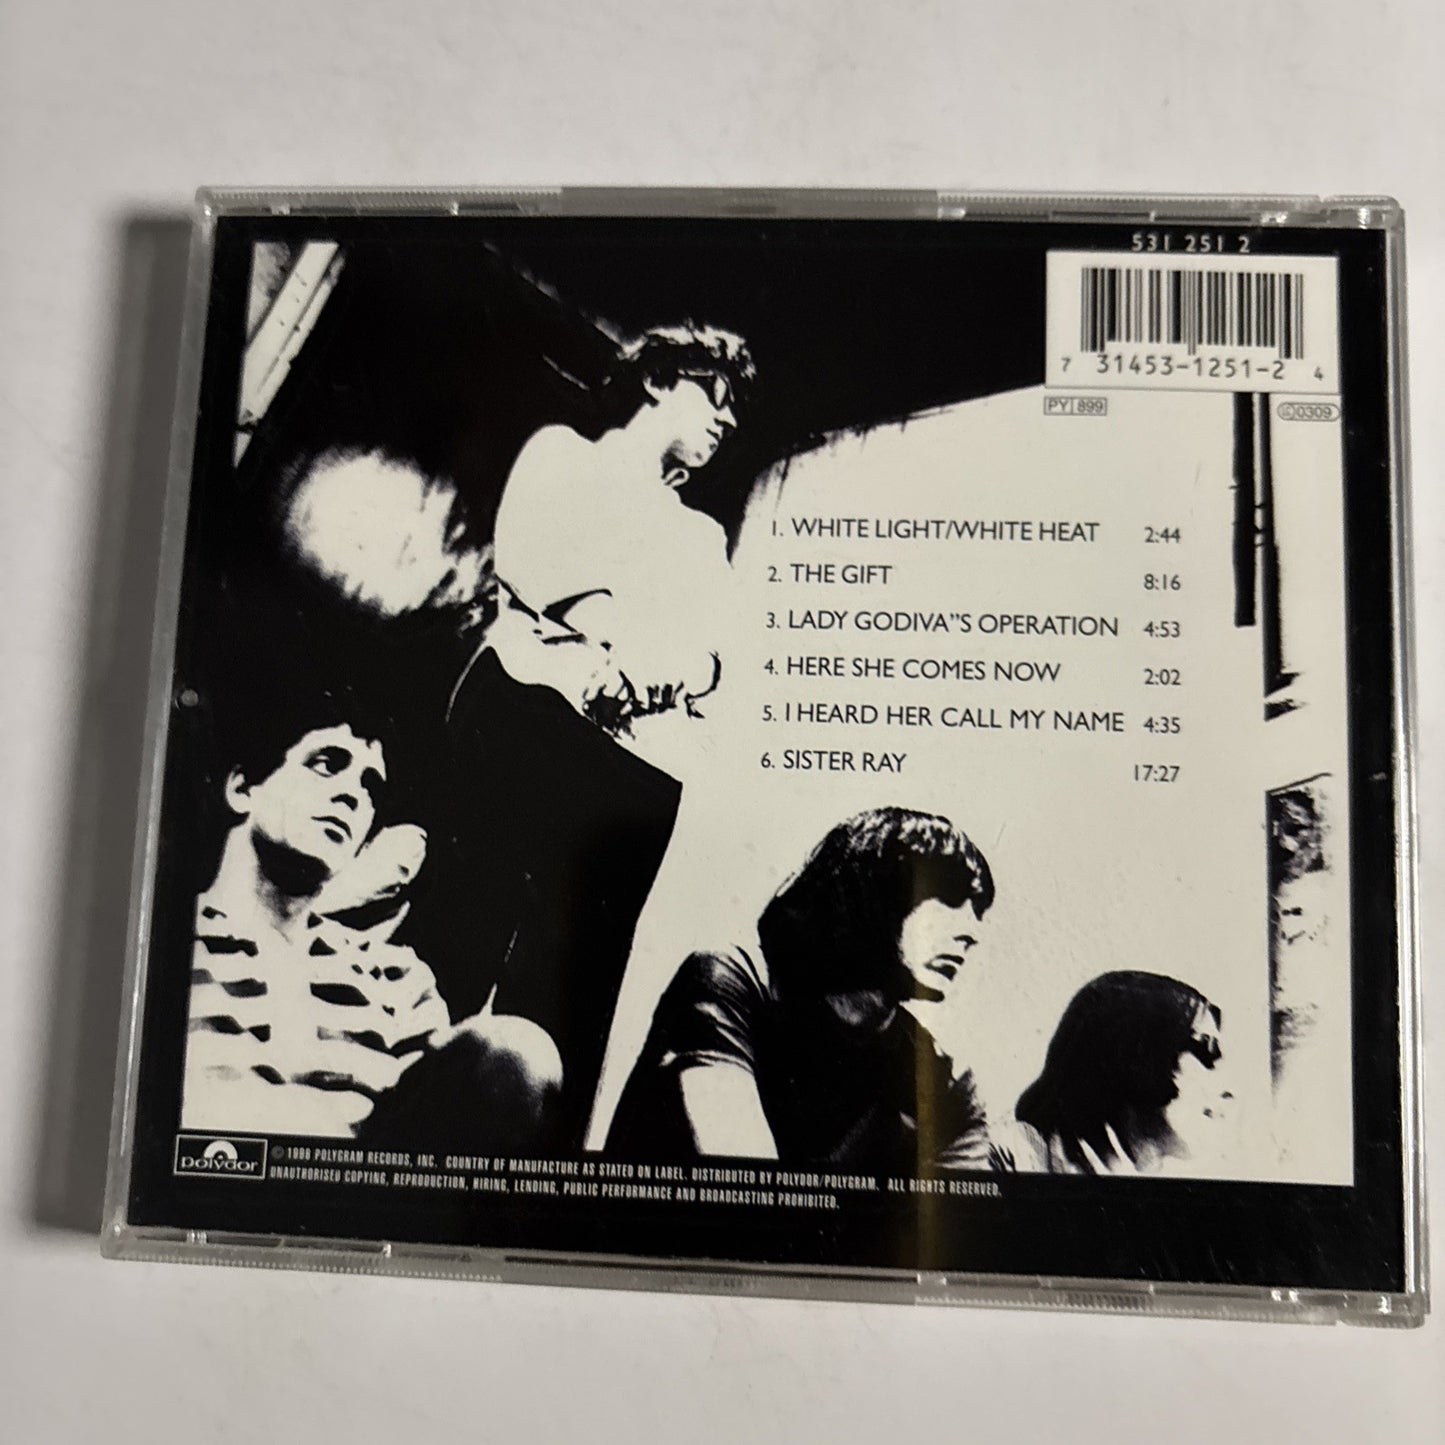 531 251 2
7 31453-1251-2 4
PY 899
0309
1. WHITE LIGHT/WHITE HEAT 2:44
2. THE GIFT 8:16
3. LADY GODIVA"S OPERATION 4:53
4. HERE SHE COMES NOW 2:02
5. I HEARD HER CALL MY NAME 4:35
6. SISTER RAY 17:27
polydor
© 1996 POLYGRAM RECORDS, INC. COUNTRY OF MANUFACTURE AS STATED ON LABEL. DISTRIBUTED BY POLYDOR/POLYGRAM. ALL RIGHTS RESERVED.
UNAUTHORISED COPYING, REPRODUCTION, HIRING, LENDING, PUBLIC PERFORMANCE AND BROADCASTING PROHIBITED.